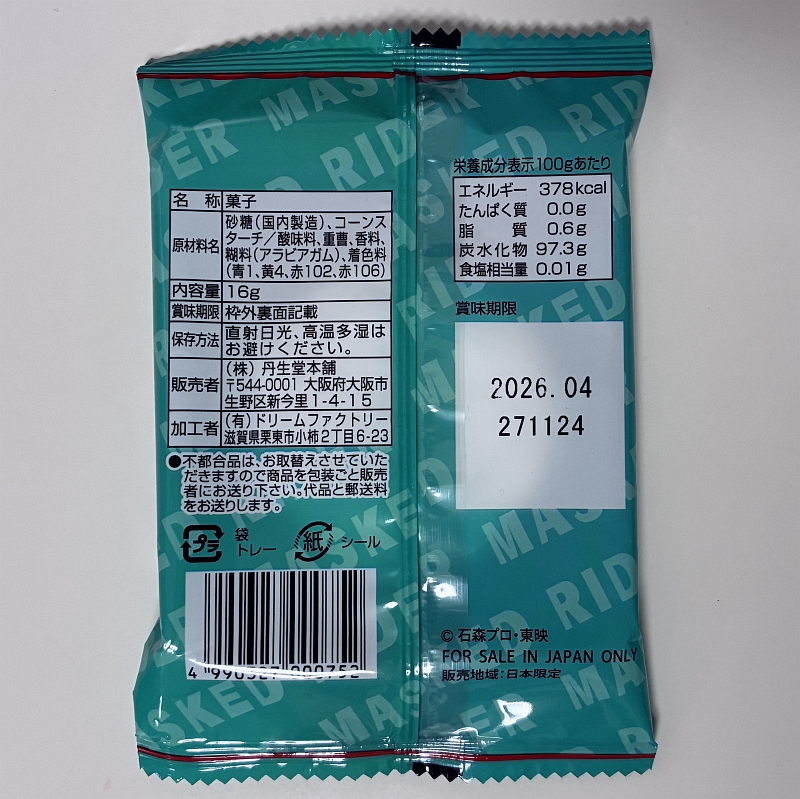 MASKED RIDER
名 称 菓子
原材料名 砂糖(国内製造)、コーンス
ターチ/酸味料、重曹、香料、
糊料(アラビアガム)、着色料
(青1、黄4、赤102、赤106)
内容量 16g
賞味期限 枠外裏面記載
保存方法 直射日光、高温多湿は
お避けください。
販売者 (株)丹生堂本舗
〒544-0001 大阪府大阪市
生野区新今里1-4-15
加工者 (有)ドリームファクトリー
滋賀県栗東市小柿2丁目6-23
●不都合品は、お取替えさせていた
だきますので商品を包装ごと販売
者にお送り下さい。代品と郵送料
をお送りします。
プラ 袋
トレー
紙 シール
栄養成分表示100gあたり
エネルギー 378kcal
たんぱく質 0.0g
脂 質 0.6g
炭水化物 97.3g
食塩相当量 0.01g
賞味期限
2026.04
271124
© 石森プロ・東映
FOR SALE IN JAPAN ONLY
販売地域:日本限定